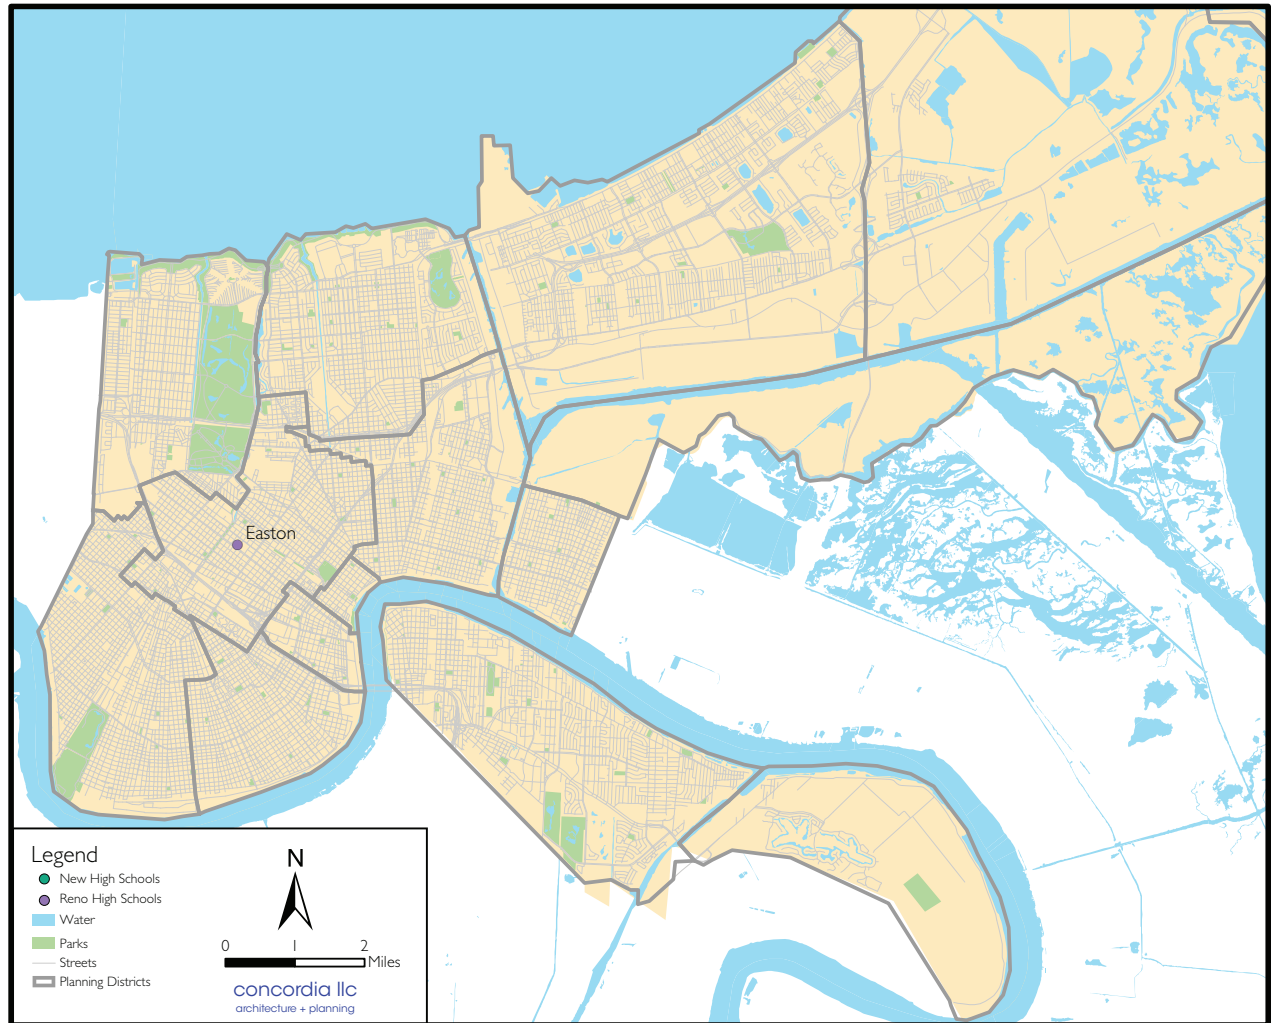 Easton
Legend
New High Schools
Reno High Schools
Water
Parks
Streets
Planning Districts
N
0 1 2
Miles
concordia llc
architecture + planning